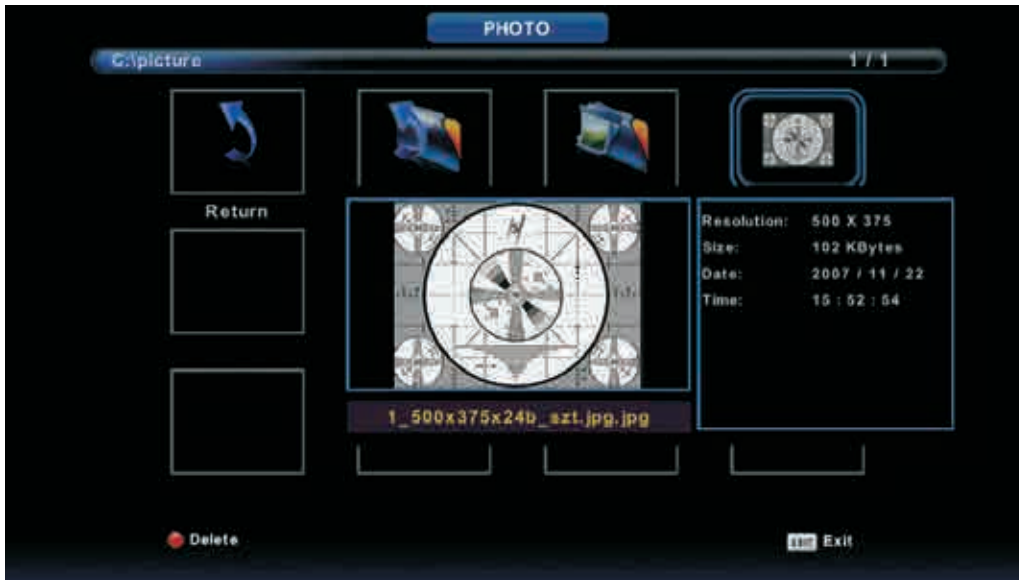 PHOTO
C:\picture 1 / 1
Return
Resolution: 500 X 375
Size: 102 KBytes
Date: 2007 / 11 / 22
Time: 15 : 52 : 54
1_500x375x24b_szt.jpg.jpg
Delete
EXIT Exit